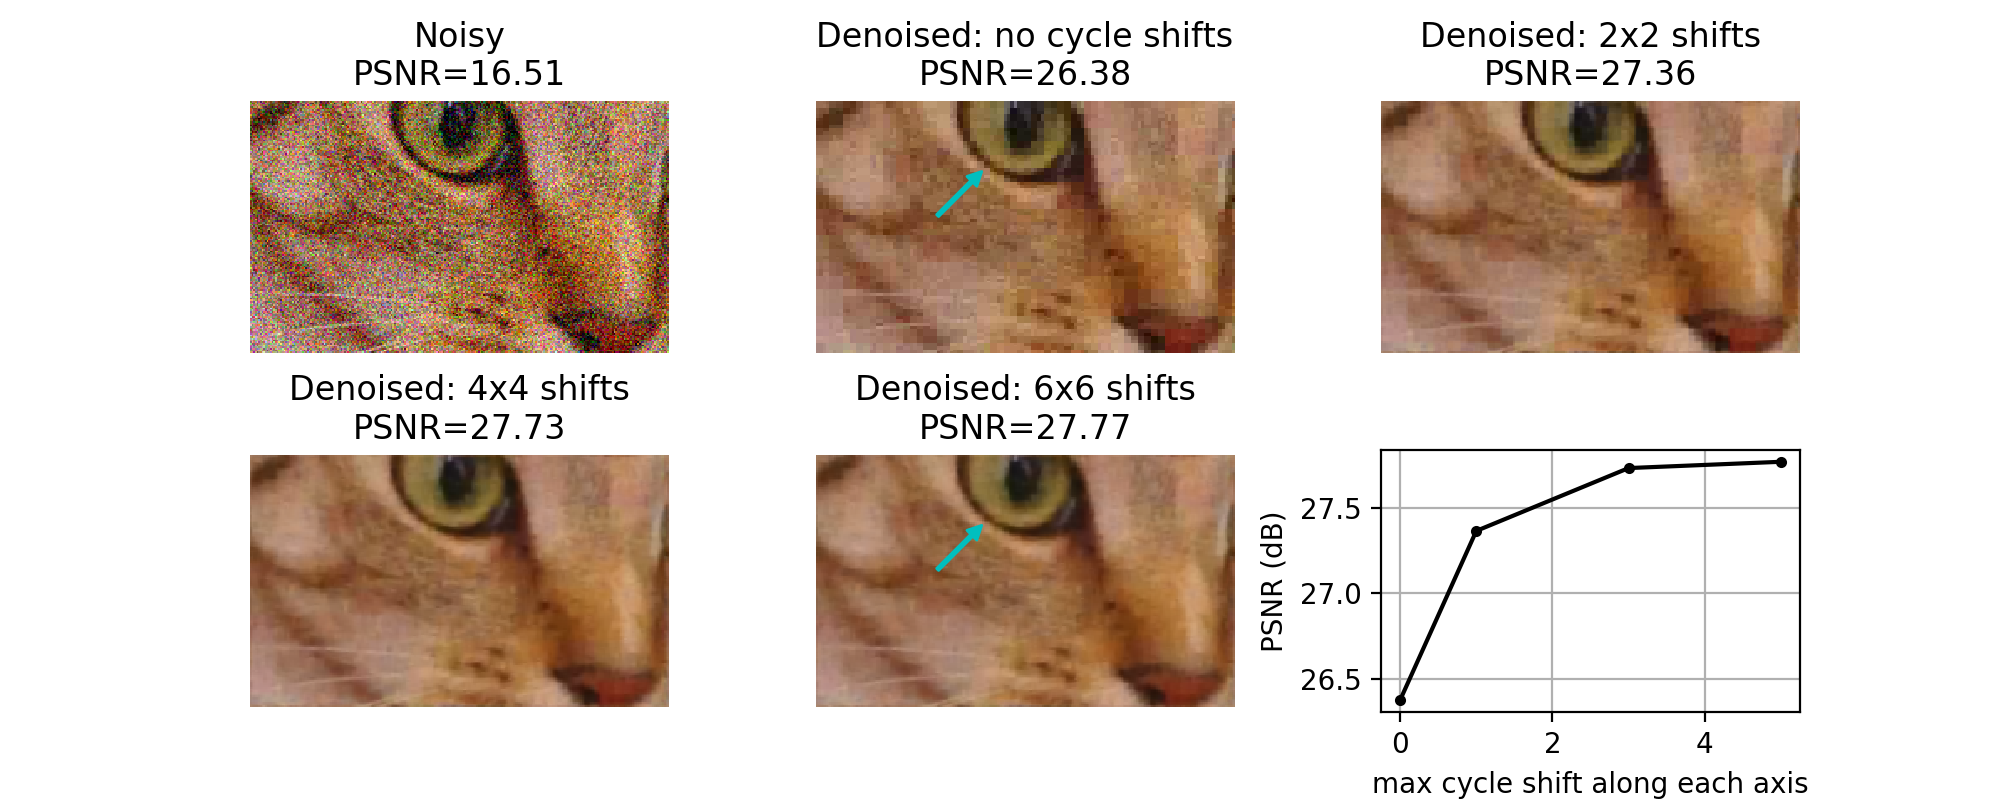 Noisy
PSNR=16.51
Denoised: no cycle shifts
PSNR=26.38
Denoised: 2x2 shifts
PSNR=27.36
Denoised: 4x4 shifts
PSNR=27.73
Denoised: 6x6 shifts
PSNR=27.77
PSNR (dB)
27.5
27.0
26.5
0 2 4
max cycle shift along each axis